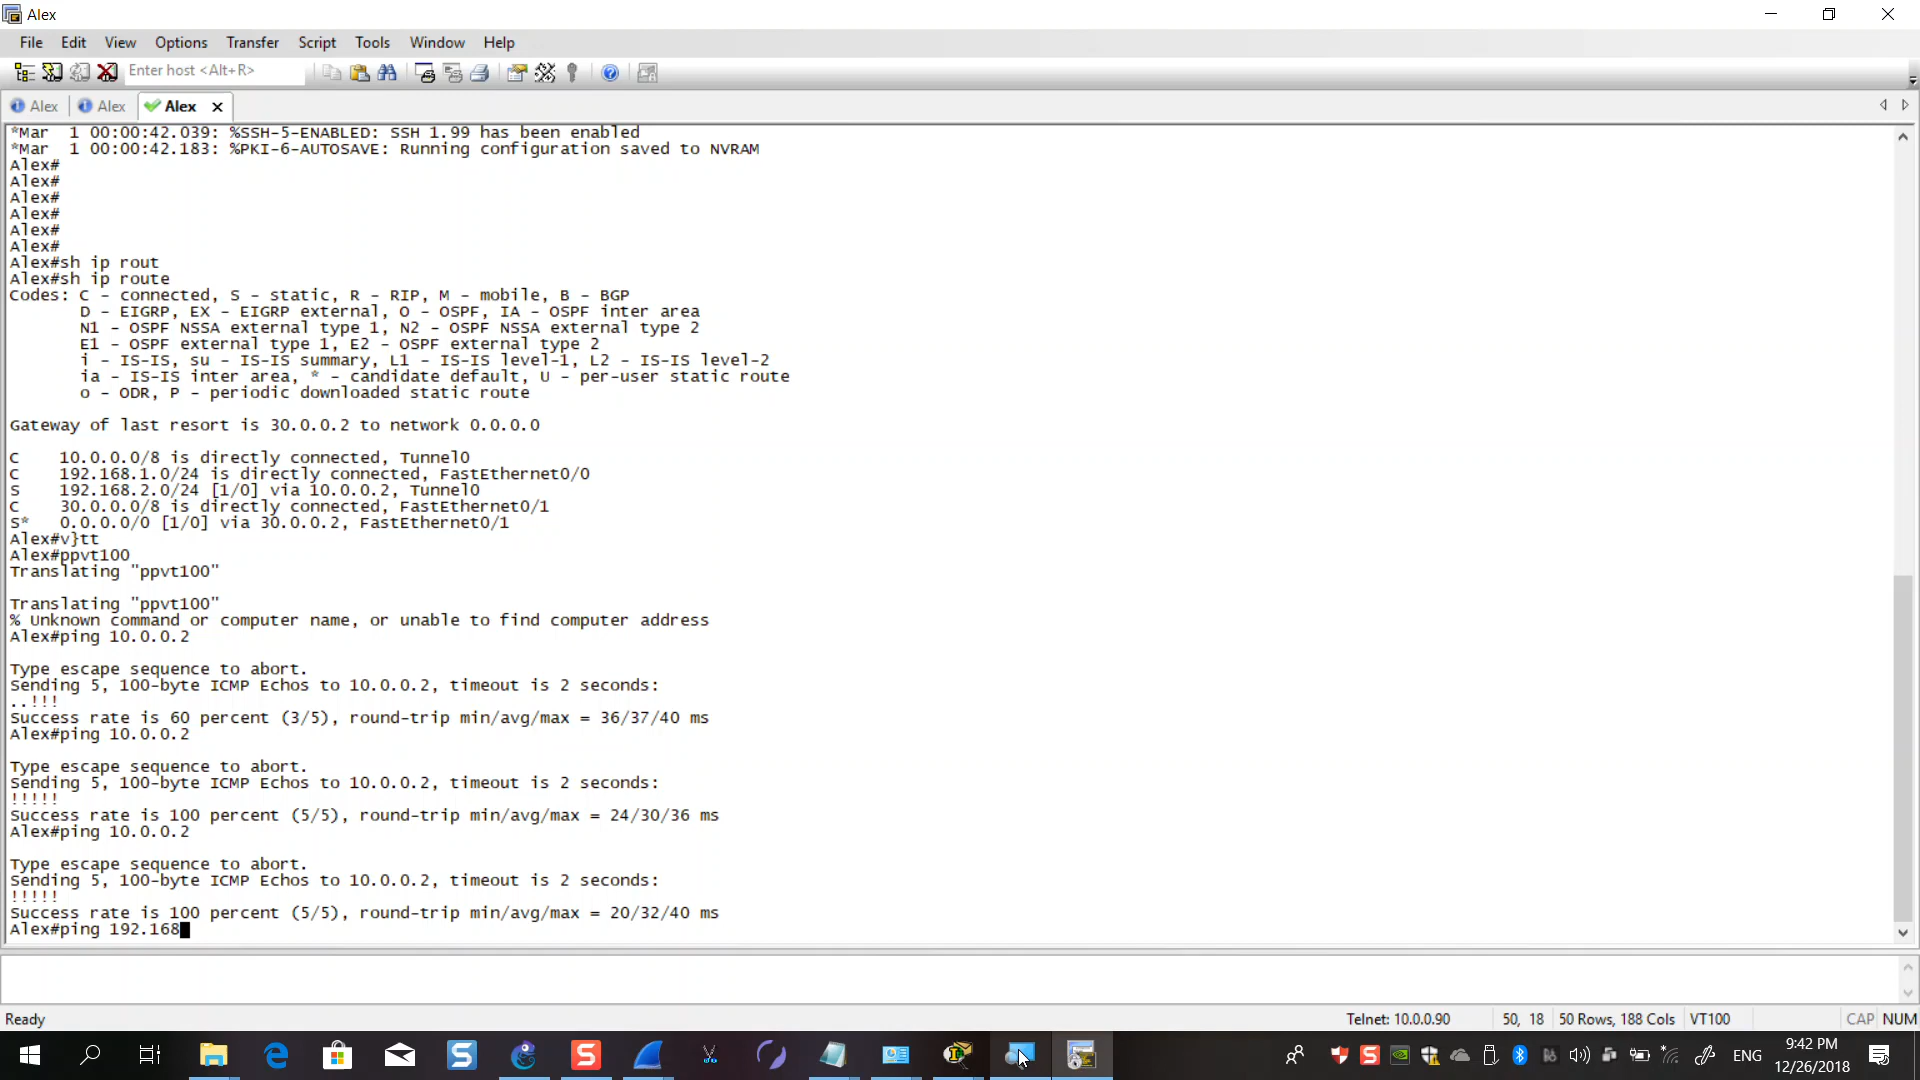 Alex
File Edit View Options Transfer Script Tools Window Help
Enter host <Alt+R>
Alex Alex Alex
*Mar  1 00:00:42.039: %SSH-5-ENABLED: SSH 1.99 has been enabled
*Mar  1 00:00:42.183: %PKI-6-AUTOSAVE: Running configuration saved to NVRAM
Alex#
Alex#
Alex#
Alex#
Alex#
Alex#
Alex#sh ip rout
Alex#sh ip route
Codes: C - connected, S - static, R - RIP, M - mobile, B - BGP
       D - EIGRP, EX - EIGRP external, O - OSPF, IA - OSPF inter area
       N1 - OSPF NSSA external type 1, N2 - OSPF NSSA external type 2
       E1 - OSPF external type 1, E2 - OSPF external type 2
       i - IS-IS, su - IS-IS summary, L1 - IS-IS level-1, L2 - IS-IS level-2
       ia - IS-IS inter area, * - candidate default, U - per-user static route
       o - ODR, P - periodic downloaded static route
Gateway of last resort is 30.0.0.2 to network 0.0.0.0
C    10.0.0.0/8 is directly connected, Tunnel0
C    192.168.1.0/24 is directly connected, FastEthernet0/0
S    192.168.2.0/24 [1/0] via 10.0.0.2, Tunnel0
C    30.0.0.0/8 is directly connected, FastEthernet0/1
S*   0.0.0.0/0 [1/0] via 30.0.0.2, FastEthernet0/1
Alex#v}tt
Alex#ppvt100
Translating "ppvt100"
Translating "ppvt100"
% Unknown command or computer name, or unable to find computer address
Alex#ping 10.0.0.2
Type escape sequence to abort.
Sending 5, 100-byte ICMP Echos to 10.0.0.2, timeout is 2 seconds:
..!!!
Success rate is 60 percent (3/5), round-trip min/avg/max = 36/37/40 ms
Alex#ping 10.0.0.2
Type escape sequence to abort.
Sending 5, 100-byte ICMP Echos to 10.0.0.2, timeout is 2 seconds:
!!!!!
Success rate is 100 percent (5/5), round-trip min/avg/max = 24/30/36 ms
Alex#ping 10.0.0.2
Type escape sequence to abort.
Sending 5, 100-byte ICMP Echos to 10.0.0.2, timeout is 2 seconds:
!!!!!
Success rate is 100 percent (5/5), round-trip min/avg/max = 20/32/40 ms
Alex#ping 192.168
Ready Telnet: 10.0.0.90 50, 18 50 Rows, 188 Cols VT100 CAP NUM
ENG 9:42 PM
12/26/2018